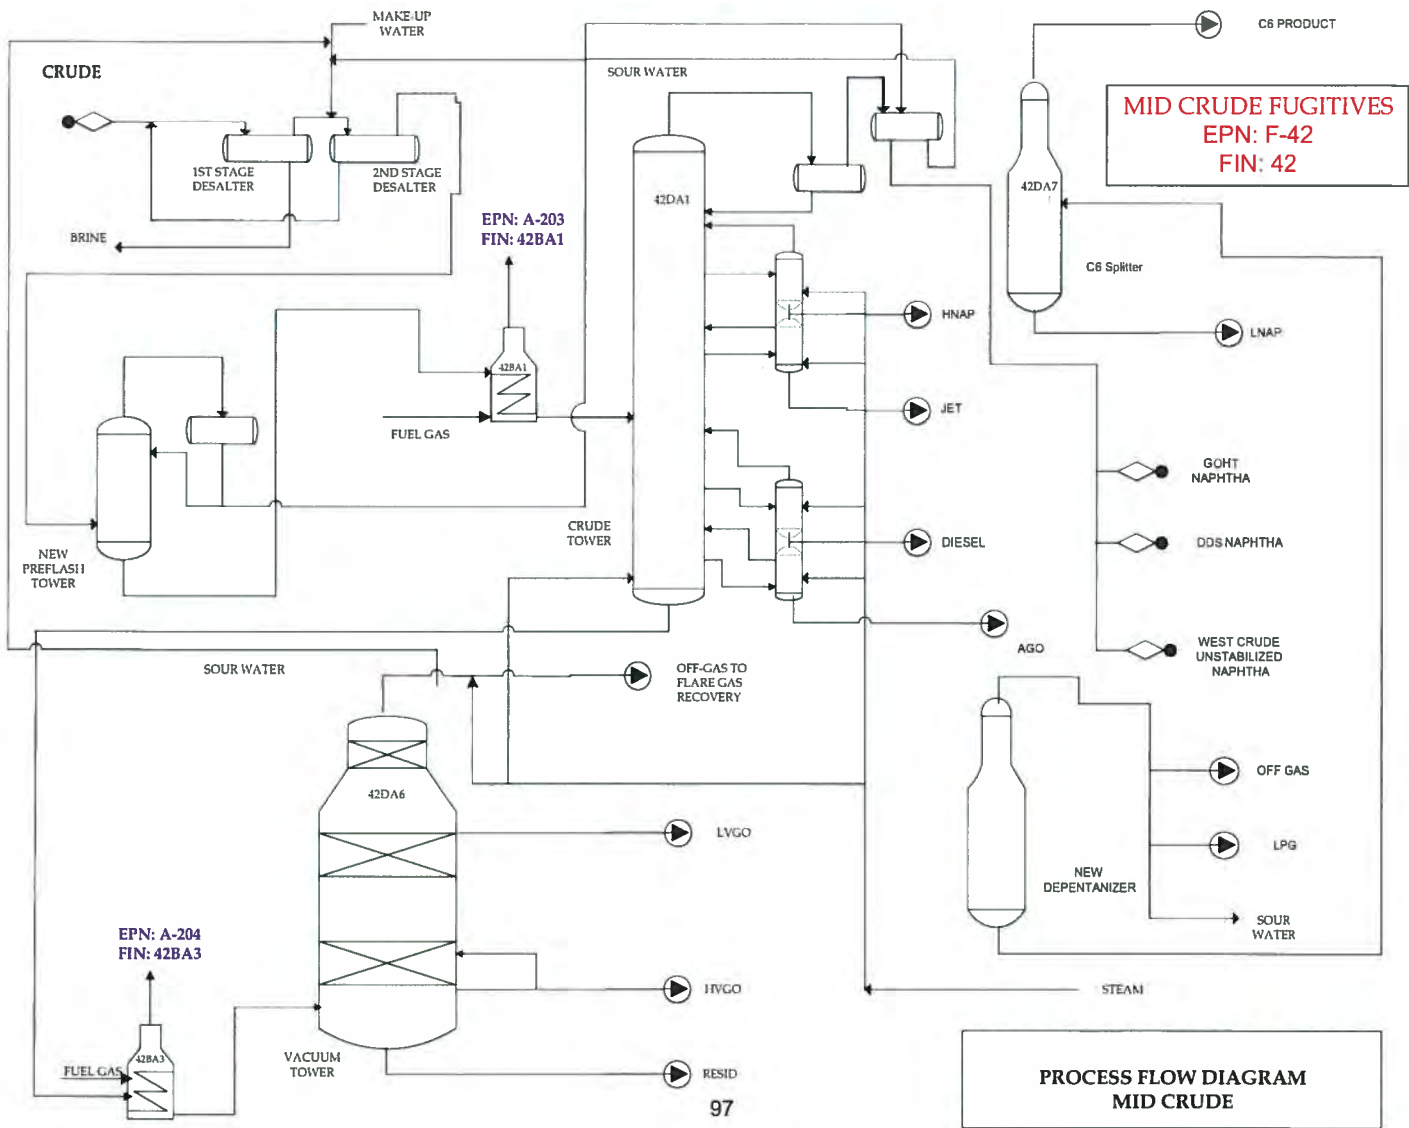 MAKE-UP
WATER
C6 PRODUCT
CRUDE
SOUR WATER
MID CRUDE FUGITIVES
EPN: F-42
FIN: 42
1ST STAGE
DESALTER
2ND STAGE
DESALTER
42DA1
42DA7
BRINE
EPN: A-203
FIN: 42BA1
C6 Splitter
HNAP
LNAP
42BA1
JET
FUEL GAS
GOHT
NAPHTHA
CRUDE
TOWER
DIESEL
DDS NAPHTHA
NEW
PREFLASH
TOWER
AGO
WEST CRUDE
UNSTABILIZED
NAPHTHA
SOUR WATER
OFF-GAS TO
FLARE GAS
RECOVERY
OFF GAS
42DA6
LVGO
LPG
NEW
DEPENTANIZER
SOUR
WATER
EPN: A-204
FIN: 42BA3
HVGO
STEAM
42BA3
FUEL GAS
VACUUM
TOWER
RESID
97
PROCESS FLOW DIAGRAM
MID CRUDE